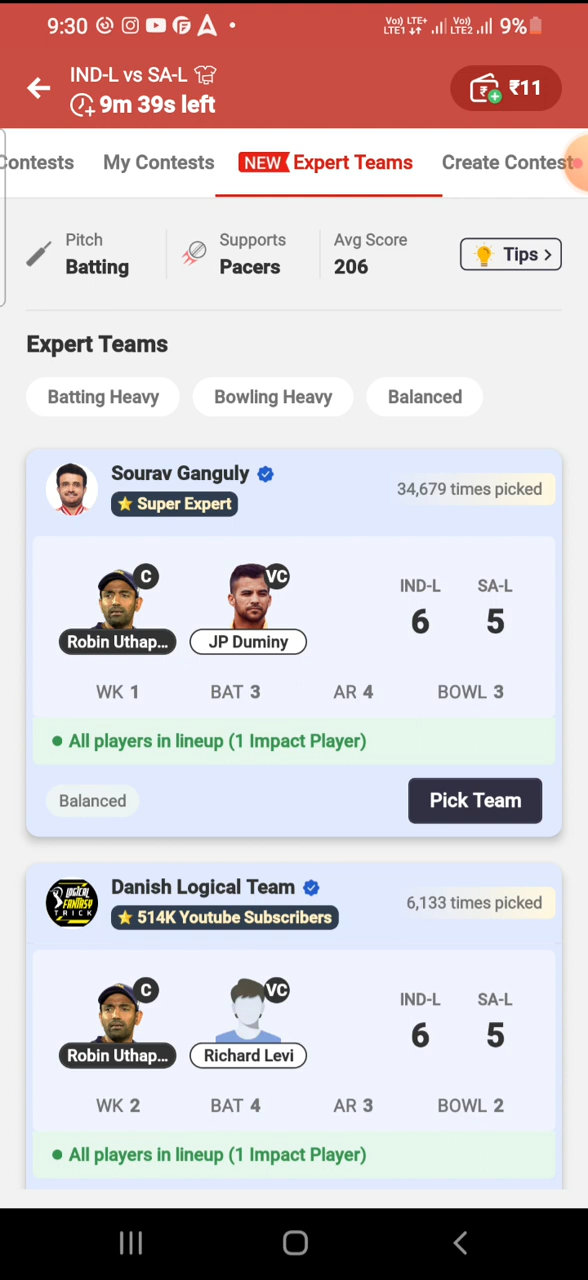 9:30
Vo) LTE+ Vo) 9%
LTE1 LTE2
IND-L vs SA-L
9m 39s left
₹11
Contests My Contests NEW Expert Teams Create Contest
Pitch
Batting
Supports
Pacers
Avg Score
206
Tips >
Expert Teams
Batting Heavy Bowling Heavy Balanced
Sourav Ganguly
Super Expert
34,679 times picked
C VC
Robin Uthap... JP Duminy
IND-L SA-L
6 5
WK 1 BAT 3 AR 4 BOWL 3
All players in lineup (1 Impact Player)
Balanced Pick Team
LOGICAL
FANTASY
TRICK
Danish Logical Team
514K Youtube Subscribers
6,133 times picked
C VC
Robin Uthap... Richard Levi
IND-L SA-L
6 5
WK 2 BAT 4 AR 3 BOWL 2
All players in lineup (1 Impact Player)